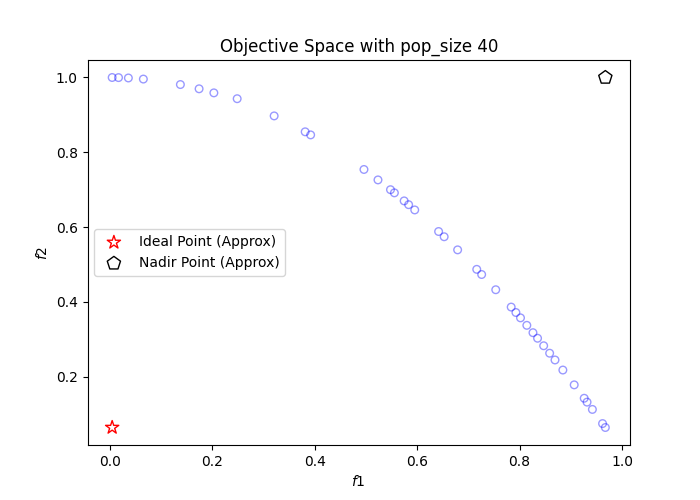 Objective Space with pop_size 40
1.0
0.8
0.6
0.4
0.2
f2
Ideal Point (Approx)
Nadir Point (Approx)
0.0 0.2 0.4 0.6 0.8 1.0
f1